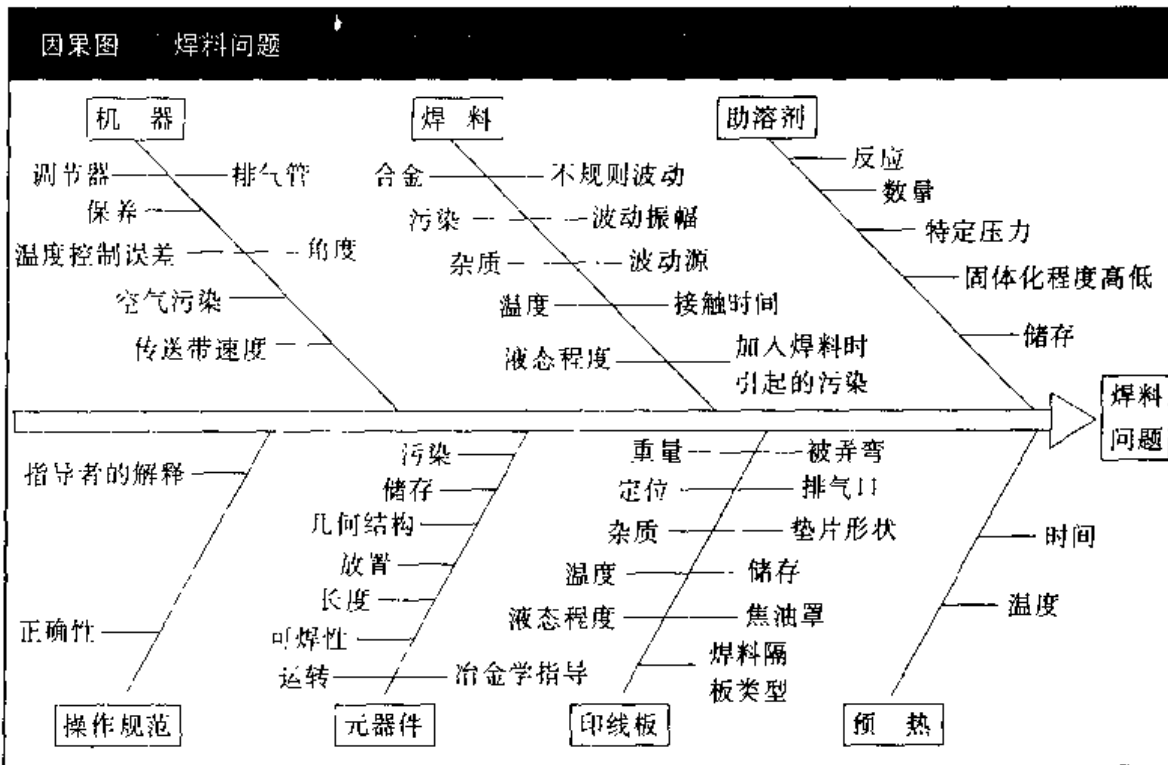 因果图 焊料问题
机器 焊料 助溶剂
反应
调节器 排气管 合金 不规则波动
数量
保养 污染 波动振幅
特定压力
温度控制误差 角度 杂质 波动源
固体化程度高低
空气污染 温度 接触时间
储存
传送带速度 液态程度 加入焊料时
引起的污染
焊料
问题
污染 重量 被弄弯
指导者的解释
储存 定位 排气口
几何结构 杂质 垫片形状
时间
放置 温度 储存
长度 温度
液态程度 焦油罩
正确性 可焊性
焊料隔
运转 冶金学指导
板类型
操作规范 元器件 印线板 预热